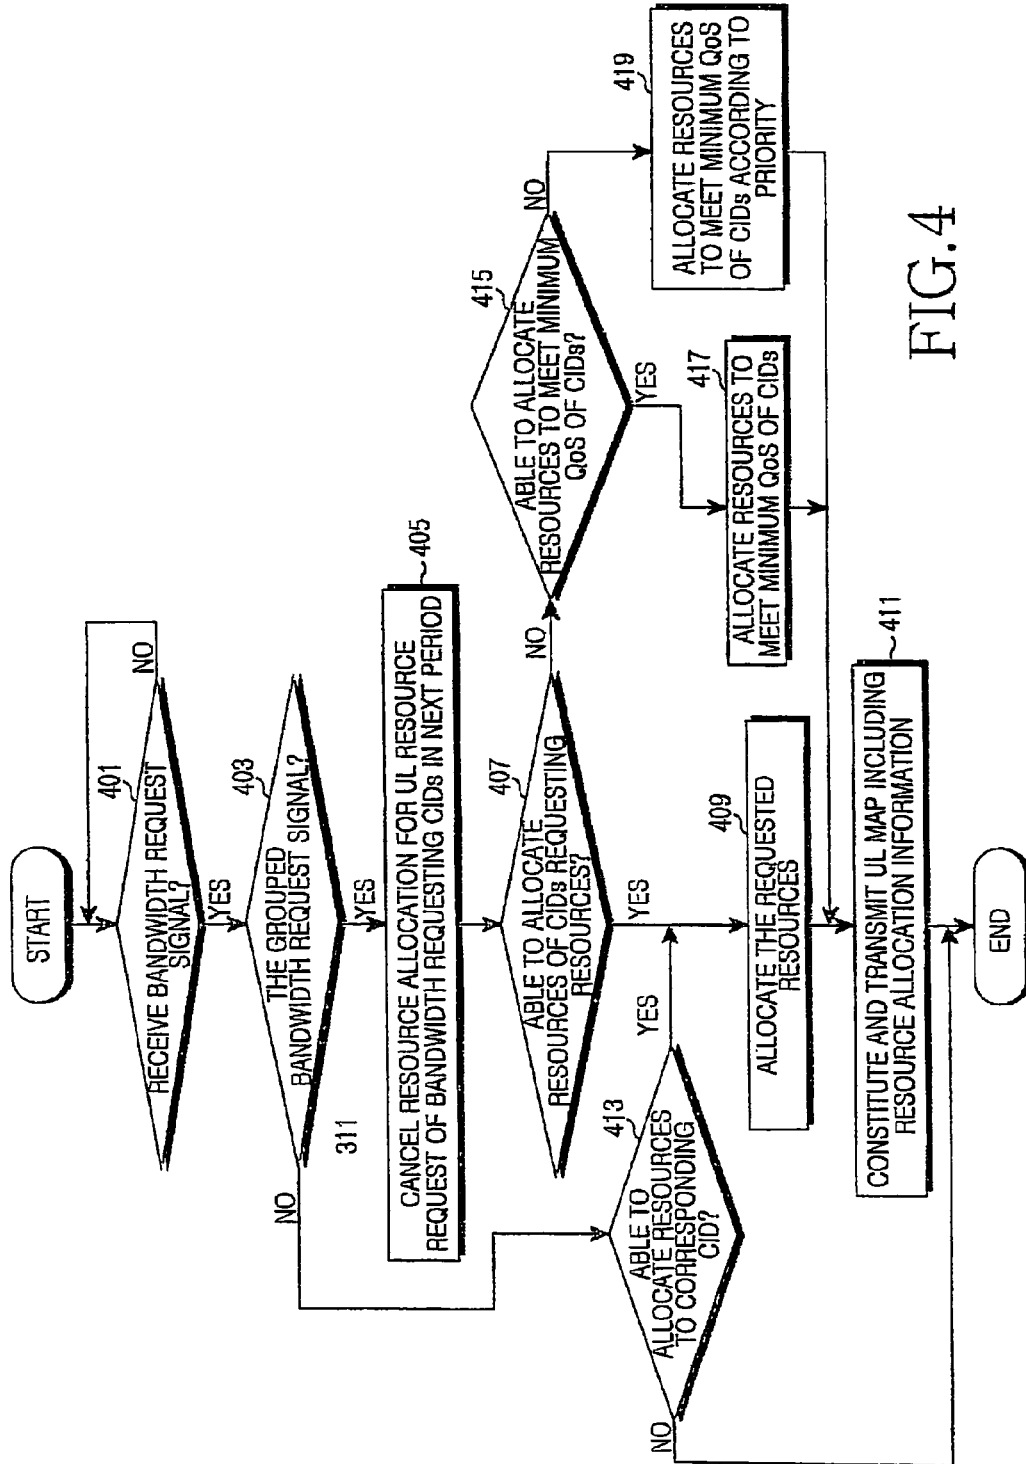 START
401
RECEIVE BANDWIDTH REQUEST
SIGNAL?
NO
YES
403
THE GROUPED
BANDWIDTH REQUEST SIGNAL?
NO
311
YES
405
CANCEL RESOURCE ALLOCATION FOR UL RESOURCE
REQUEST OF BANDWIDTH REQUESTING CIDs IN NEXT PERIOD
407
ABLE TO ALLOCATE
RESOURCES OF CIDs REQUESTING
RESOURCES?
NO
YES
415
ABLE TO ALLOCATE
RESOURCES TO MEET MINIMUM
QoS OF CIDs?
NO
YES
413
ABLE TO
ALLOCATE RESOURCES
TO CORRESPONDING
CID?
YES
NO
409
ALLOCATE THE REQUESTED
RESOURCES
417
ALLOCATE RESOURCES TO
MEET MINIMUM QoS OF CIDs
419
ALLOCATE RESOURCES
TO MEET MINIMUM QoS
OF CIDs ACCORDING TO
PRIORITY
411
CONSTITUTE AND TRANSMIT UL MAP INCLUDING
RESOURCE ALLOCATION INFORMATION
END
FIG.4